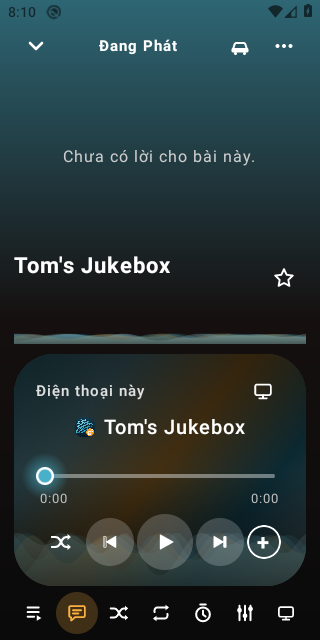 8:10
Đang Phát
Chưa có lời cho bài này.
Tom's Jukebox
Điện thoại này
Tom's Jukebox
0:00 0:00